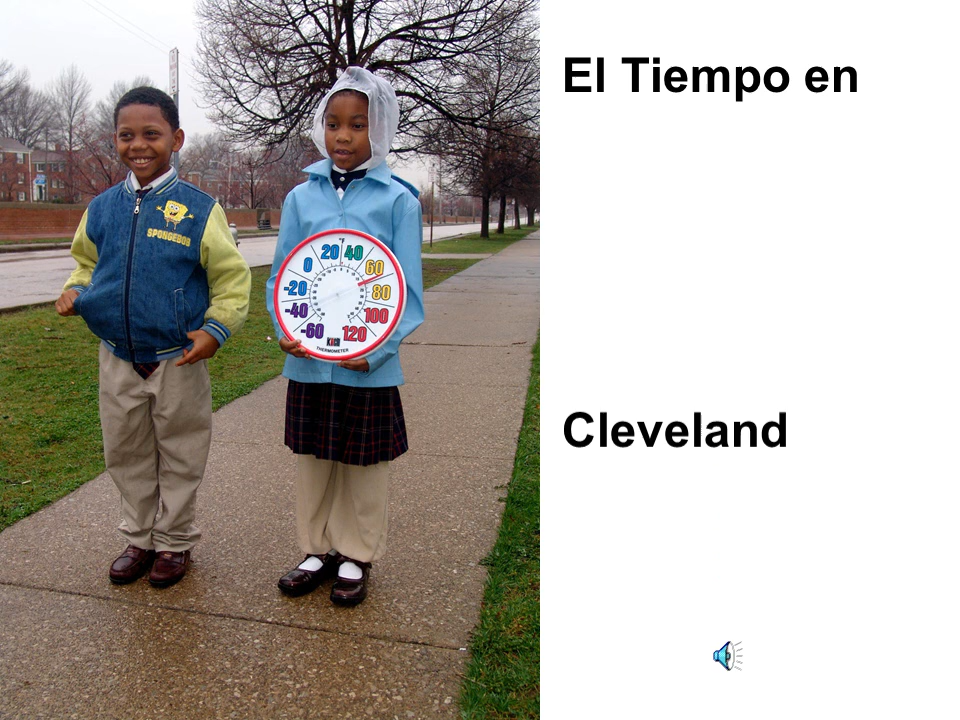 El Tiempo en
Cleveland
SPONGEBOB
-60
-40
-20
0
20
40
60
80
100
120
THERMOMETER